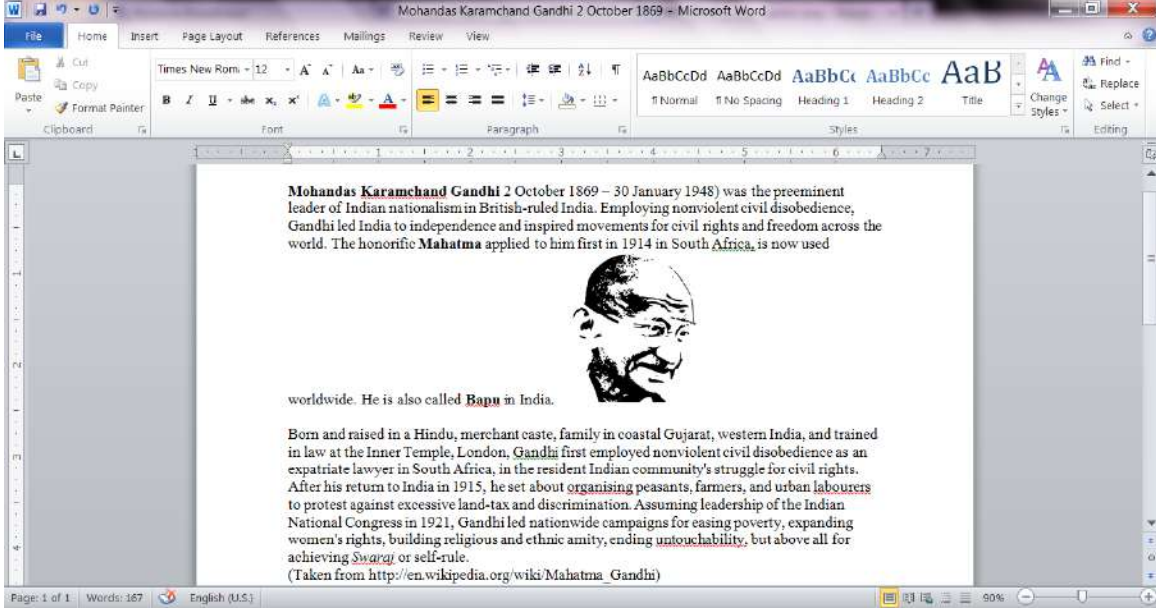 Mohandas Karamchand Gandhi 2 October 1869 - Microsoft Word
File Home Insert Page Layout References Mailings Review View
Paste Cut Copy Format Painter
Times New Rom 12
AaBbCcDd AaBbCcDd AaBbCc AaBbCc AaB
¶ Normal ¶ No Spacing Heading 1 Heading 2 Title
Change Styles
Find Replace Select
Clipboard Font Paragraph Styles Editing
Mohandas Karamchand Gandhi 2 October 1869 – 30 January 1948) was the preeminent
leader of Indian nationalism in British-ruled India. Employing nonviolent civil disobedience,
Gandhi led India to independence and inspired movements for civil rights and freedom across the
world. The honorific Mahatma applied to him first in 1914 in South Africa, is now used
worldwide. He is also called Bapu in India.
Born and raised in a Hindu, merchant caste, family in coastal Gujarat, western India, and trained
in law at the Inner Temple, London, Gandhi first employed nonviolent civil disobedience as an
expatriate lawyer in South Africa, in the resident Indian community's struggle for civil rights.
After his return to India in 1915, he set about organising peasants, farmers, and urban labourers
to protest against excessive land-tax and discrimination. Assuming leadership of the Indian
National Congress in 1921, Gandhi led nationwide campaigns for easing poverty, expanding
women's rights, building religious and ethnic amity, ending untouchability, but above all for
achieving Swaraj or self-rule.
(Taken from http://en.wikipedia.org/wiki/Mahatma_Gandhi)
Page: 1 of 1 Words: 167 English (U.S.) 90%